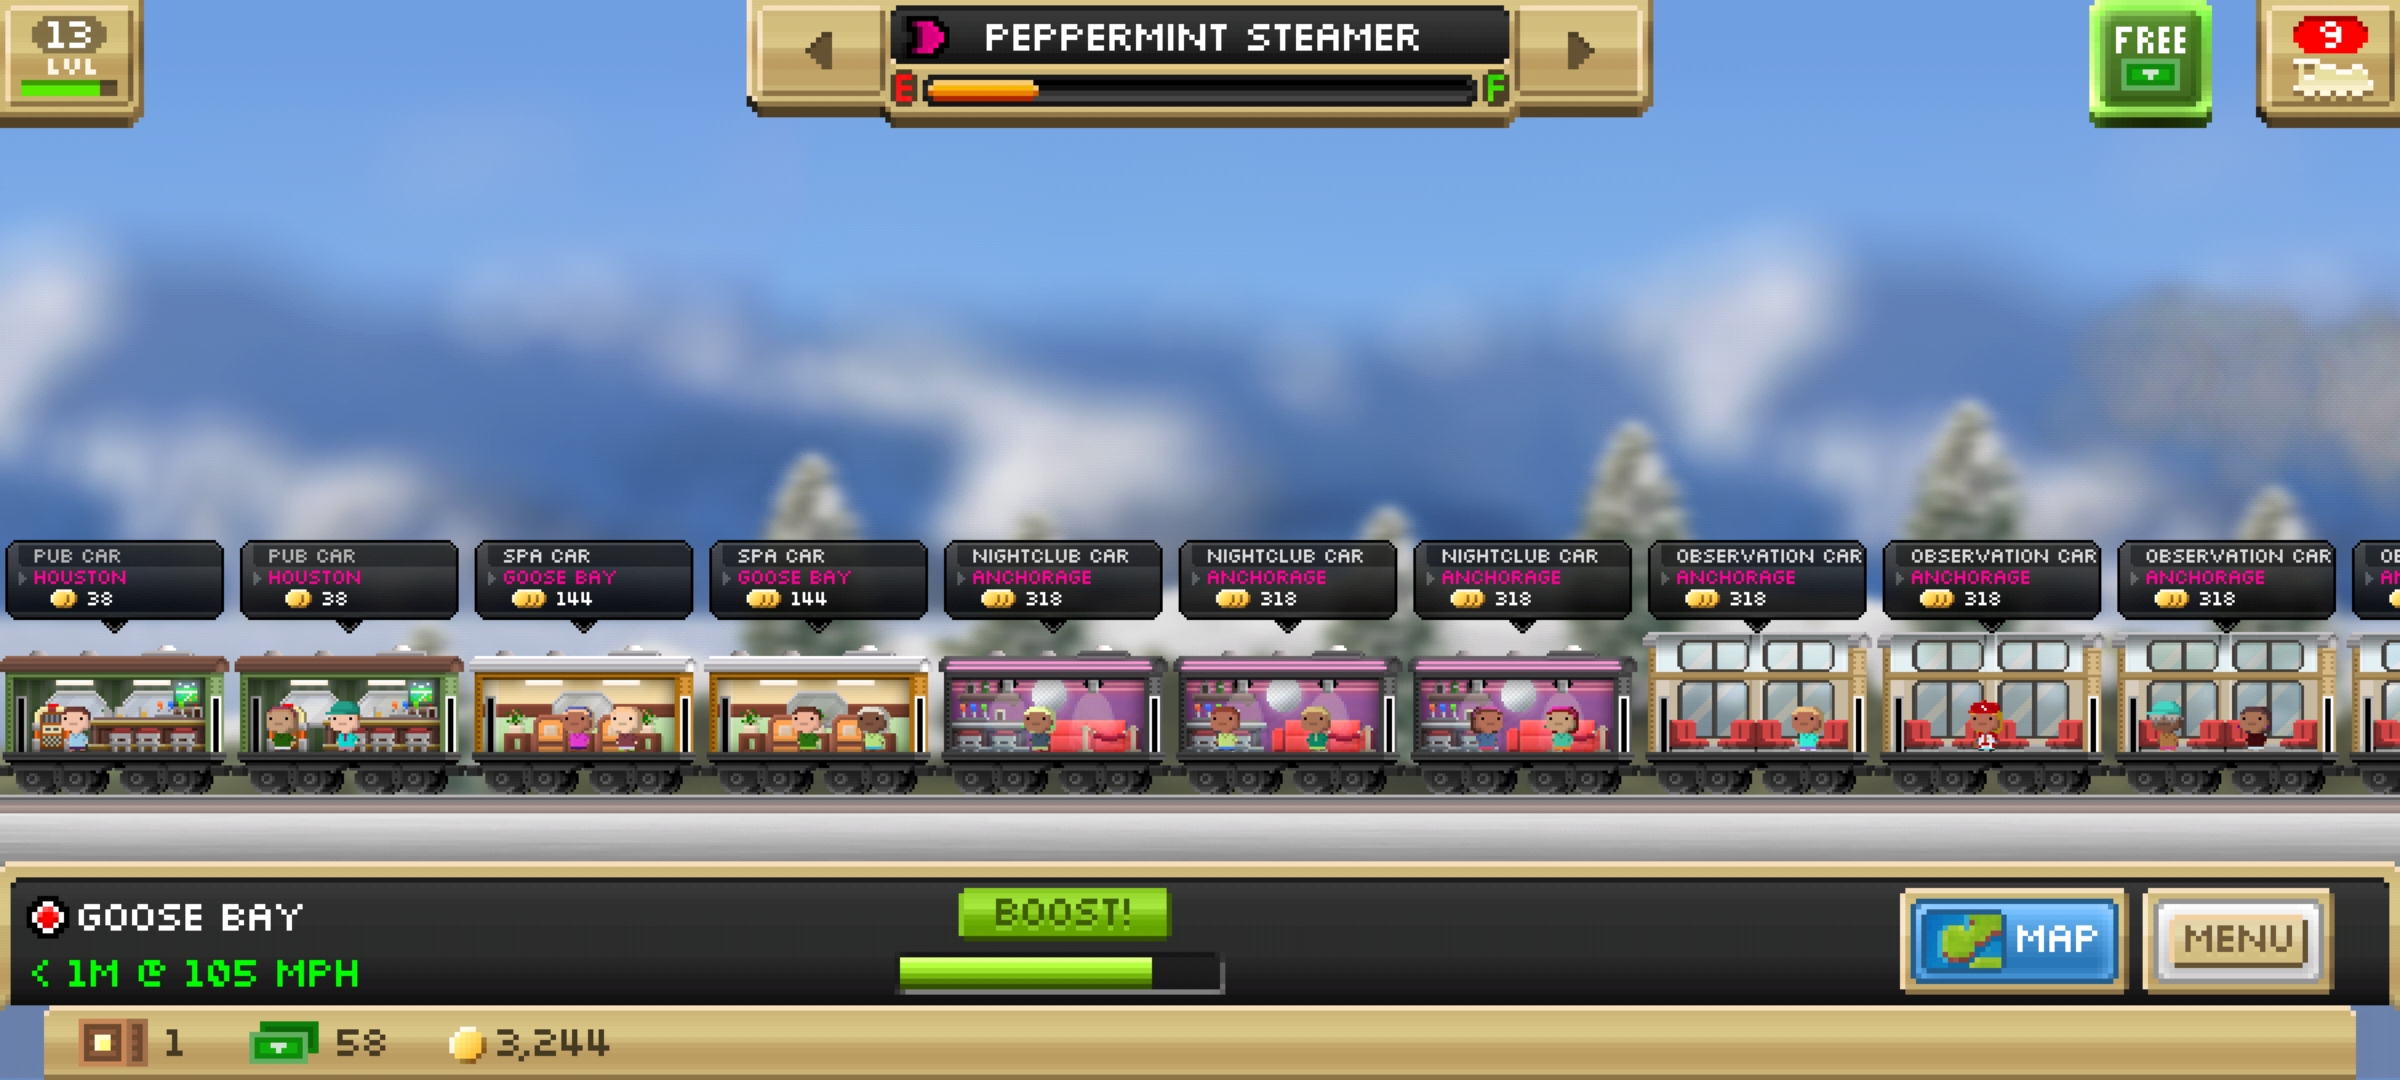 13
LVL
PEPPERMINT STEAMER
E
F
FREE
9
PUB CAR
HOUSTON
38
PUB CAR
HOUSTON
38
SPA CAR
GOOSE BAY
144
SPA CAR
GOOSE BAY
144
NIGHTCLUB CAR
ANCHORAGE
318
NIGHTCLUB CAR
ANCHORAGE
318
NIGHTCLUB CAR
ANCHORAGE
318
OBSERVATION CAR
ANCHORAGE
318
OBSERVATION CAR
ANCHORAGE
318
OBSERVATION CAR
ANCHORAGE
318
GOOSE BAY
< 1M @ 105 MPH
BOOST!
MAP
MENU
1
58
3,244